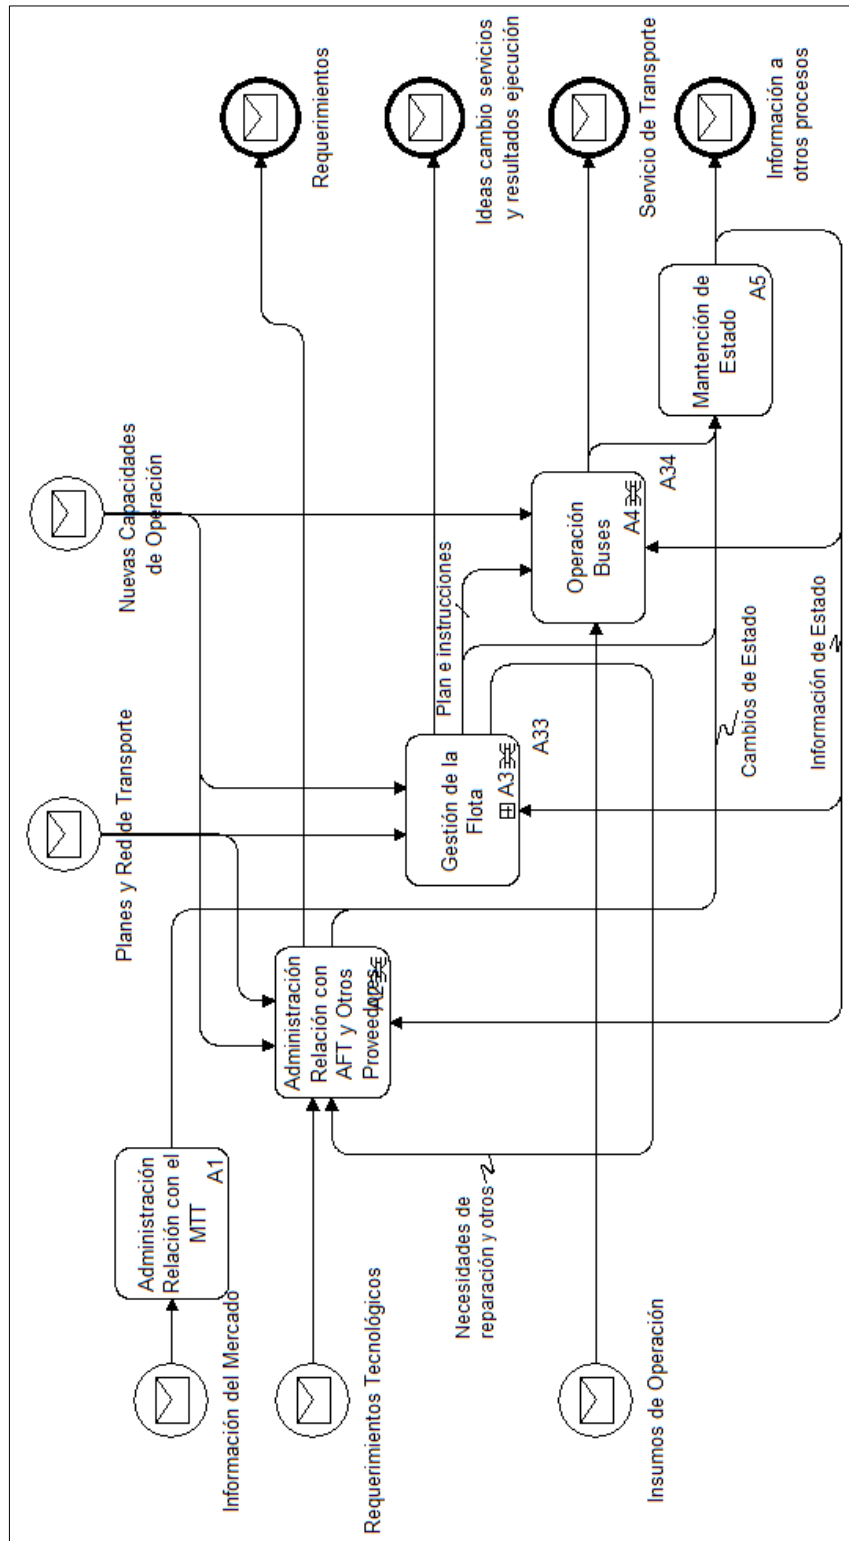 Planes y Red de Transporte
Nuevas Capacidades
de Operación
Información del Mercado
Administración
Relación con el
MTT
A1
Requerimientos
Requerimientos Tecnológicos
Administración
Relación con
AFT y Otros
Proveedores
A2
Ideas cambio servicios
y resultados ejecución
Plan e instrucciones
Gestión de la
Flota
A3
A33
Necesidades de
reparación y otros
Servicio de Transporte
Operación
Buses
A4
A34
Insumos de Operación
Información a
otros procesos
Mantención de
Estado
A5
Cambios de Estado
Información de Estado